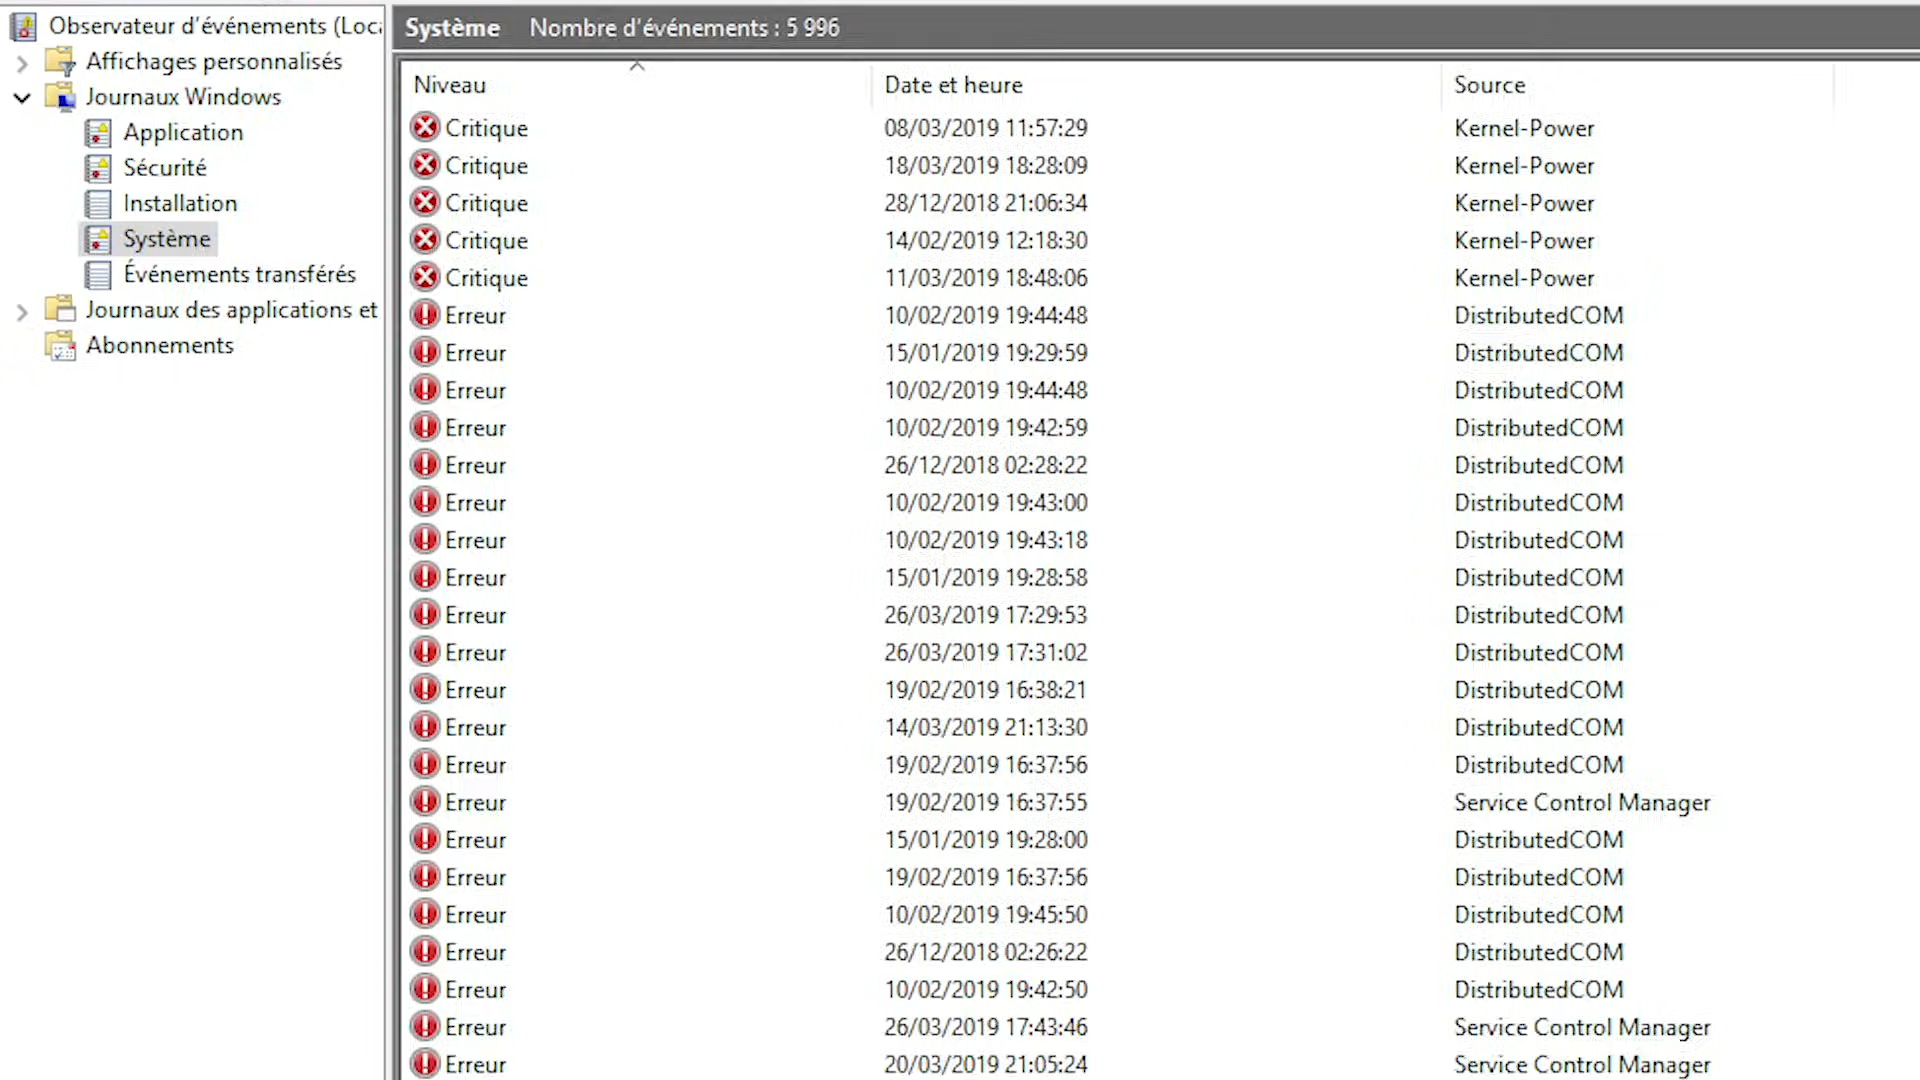 Observateur d'événements (Loca
Affichages personnalisés
Journaux Windows
Application
Sécurité
Installation
Système
Événements transférés
Journaux des applications et
Abonnements
Système Nombre d'événements : 5 996
Niveau Date et heure Source
Critique 08/03/2019 11:57:29 Kernel-Power
Critique 18/03/2019 18:28:09 Kernel-Power
Critique 28/12/2018 21:06:34 Kernel-Power
Critique 14/02/2019 12:18:30 Kernel-Power
Critique 11/03/2019 18:48:06 Kernel-Power
Erreur 10/02/2019 19:44:48 DistributedCOM
Erreur 15/01/2019 19:29:59 DistributedCOM
Erreur 10/02/2019 19:44:48 DistributedCOM
Erreur 10/02/2019 19:42:59 DistributedCOM
Erreur 26/12/2018 02:28:22 DistributedCOM
Erreur 10/02/2019 19:43:00 DistributedCOM
Erreur 10/02/2019 19:43:18 DistributedCOM
Erreur 15/01/2019 19:28:58 DistributedCOM
Erreur 26/03/2019 17:29:53 DistributedCOM
Erreur 26/03/2019 17:31:02 DistributedCOM
Erreur 19/02/2019 16:38:21 DistributedCOM
Erreur 14/03/2019 21:13:30 DistributedCOM
Erreur 19/02/2019 16:37:56 DistributedCOM
Erreur 19/02/2019 16:37:55 Service Control Manager
Erreur 15/01/2019 19:28:00 DistributedCOM
Erreur 19/02/2019 16:37:56 DistributedCOM
Erreur 10/02/2019 19:45:50 DistributedCOM
Erreur 26/12/2018 02:26:22 DistributedCOM
Erreur 10/02/2019 19:42:50 DistributedCOM
Erreur 26/03/2019 17:43:46 Service Control Manager
Erreur 20/03/2019 21:05:24 Service Control Manager